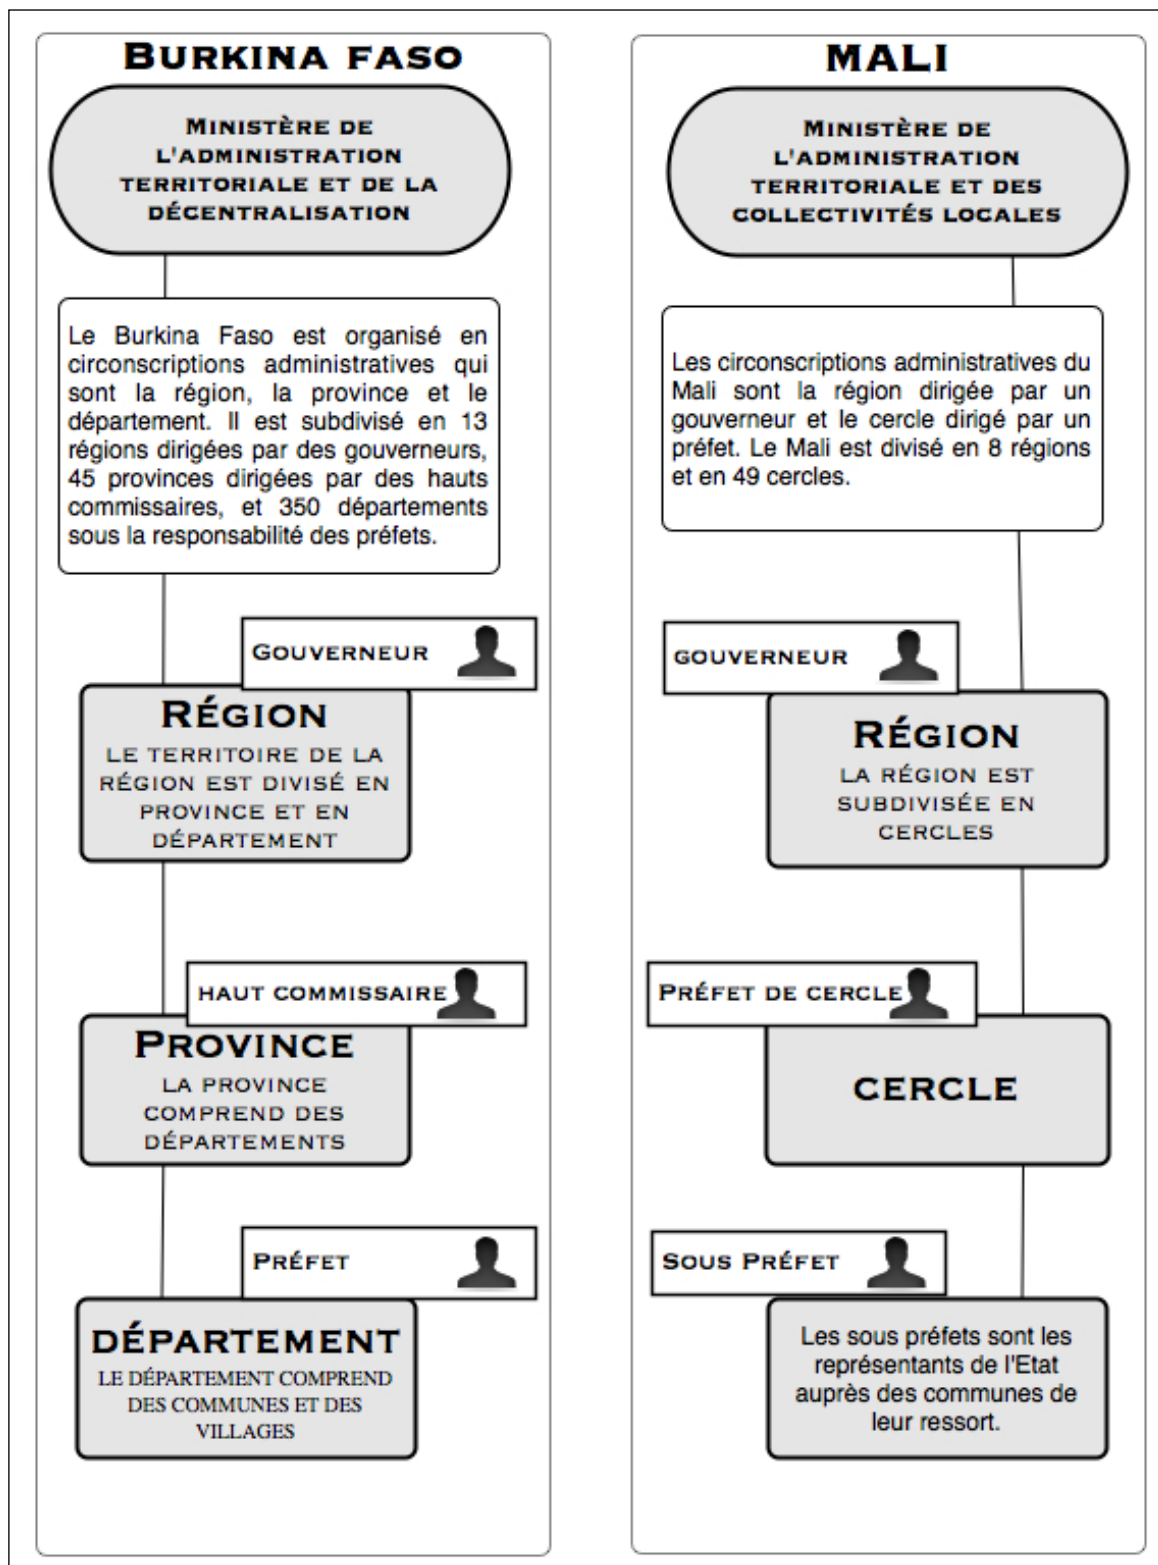 BURKINA FASO
MINISTÈRE DE
L'ADMINISTRATION
TERRITORIALE ET DE LA
DÉCENTRALISATION
Le Burkina Faso est organisé en
circonscriptions administratives qui
sont la région, la province et le
département. Il est subdivisé en 13
régions dirigées par des gouverneurs,
45 provinces dirigées par des hauts
commissaires, et 350 départements
sous la responsabilité des préfets.
GOUVERNEUR
RÉGION
LE TERRITOIRE DE LA
RÉGION EST DIVISÉ EN
PROVINCE ET EN
DÉPARTEMENT
HAUT COMMISSAIRE
PROVINCE
LA PROVINCE
COMPREND DES
DÉPARTEMENTS
PRÉFET
DÉPARTEMENT
LE DÉPARTEMENT COMPREND
DES COMMUNES ET DES
VILLAGES
MALI
MINISTÈRE DE
L'ADMINISTRATION
TERRITORIALE ET DES
COLLECTIVITÉS LOCALES
Les circonscriptions administratives du
Mali sont la région dirigée par un
gouverneur et le cercle dirigé par un
préfet. Le Mali est divisé en 8 régions
et en 49 cercles.
GOUVERNEUR
RÉGION
LA RÉGION EST
SUBDIVISÉE EN
CERCLES
PRÉFET DE CERCLE
CERCLE
SOUS PRÉFET
Les sous préfets sont les
représentants de l'Etat
auprès des communes de
leur ressort.